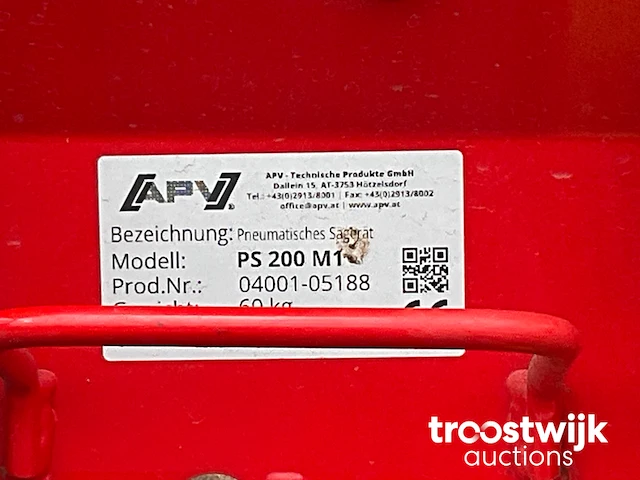 [APV]®
APV - Technische Produkte GmbH
Dallein 15, AT-3753 Hötzelsdorf
Tel.: +43(0)2913/8001 | Fax: +43(0)2913/8002
office@apv.at | www.apv.at
Bezeichnung: Pneumatisches Sägerät
Modell: PS 200 M1
Prod.Nr.: 04001-05188
Gewicht: 60 kg
CE
troostwijk
auctions